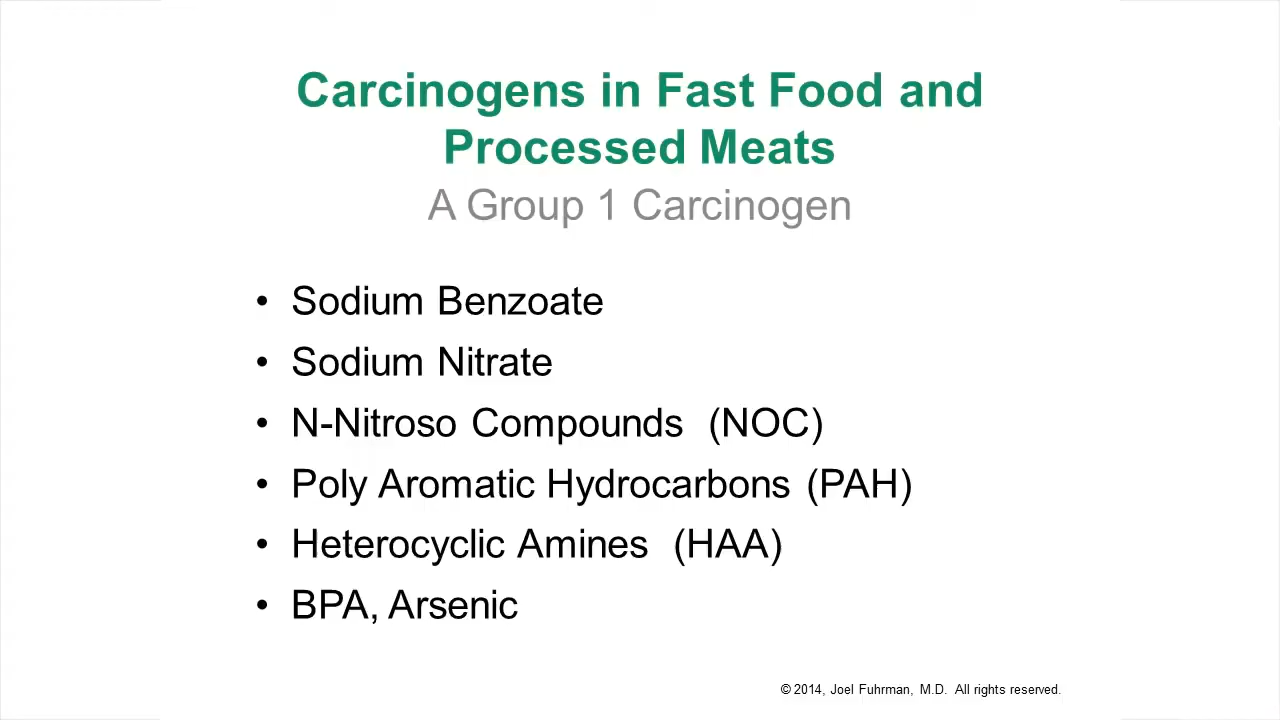 Carcinogens in Fast Food and
Processed Meats
A Group 1 Carcinogen
• Sodium Benzoate
• Sodium Nitrate
• N-Nitroso Compounds  (NOC)
• Poly Aromatic Hydrocarbons (PAH)
• Heterocyclic Amines  (HAA)
• BPA, Arsenic
© 2014, Joel Fuhrman, M.D.  All rights reserved.